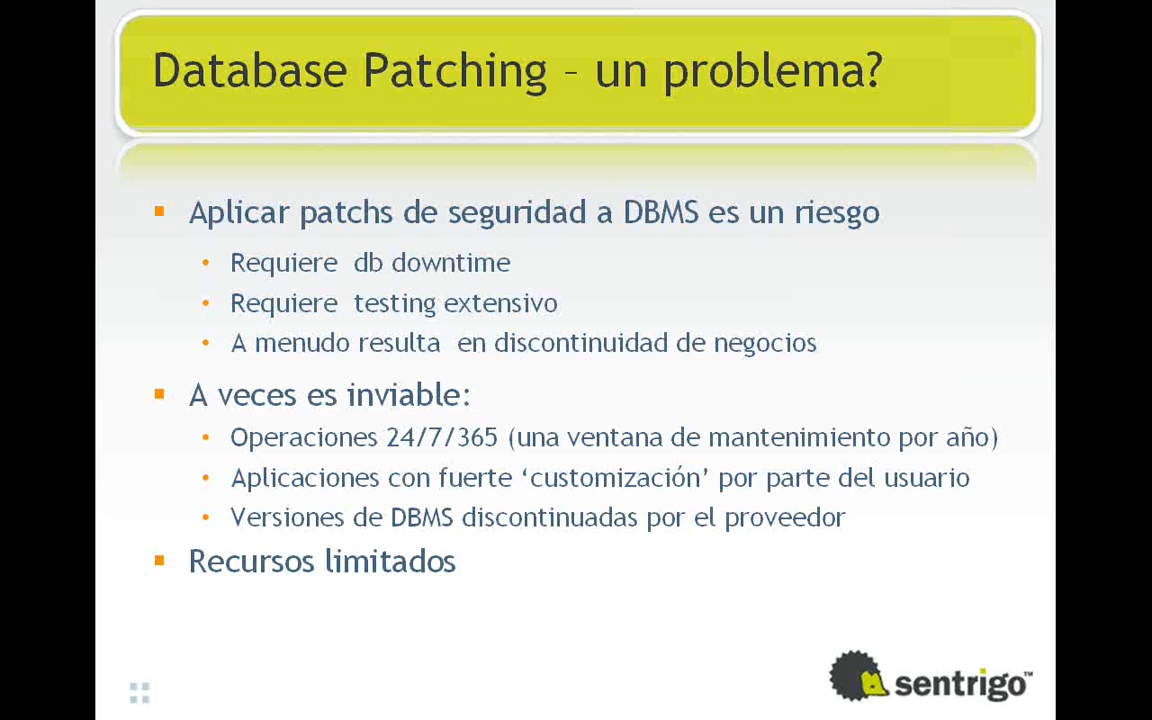 Database Patching – un problema?
Aplicar patchs de seguridad a DBMS es un riesgo
Requiere db downtime
Requiere testing extensivo
A menudo resulta en discontinuidad de negocios
A veces es inviable:
Operaciones 24/7/365 (una ventana de mantenimiento por año)
Aplicaciones con fuerte ‘customización’ por parte del usuario
Versiones de DBMS discontinuadas por el proveedor
Recursos limitados
sentrigo™